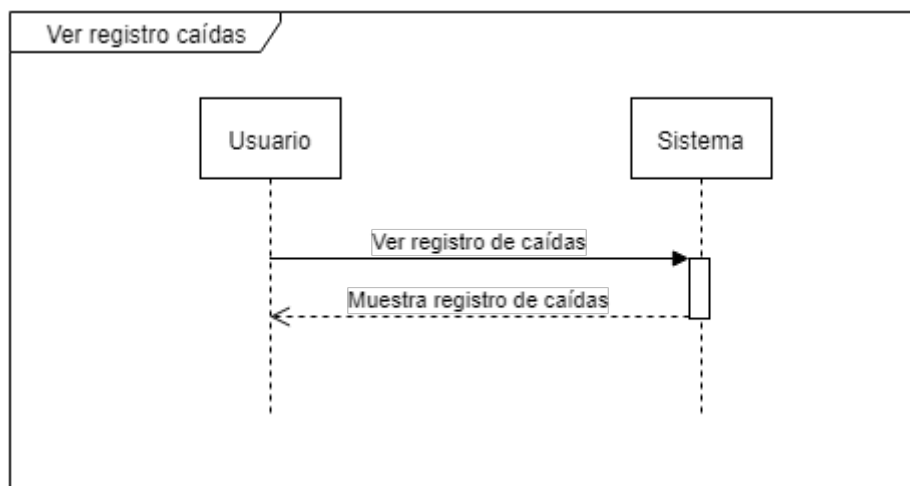 Ver registro caídas
Usuario
Sistema
Ver registro de caídas
Muestra registro de caídas